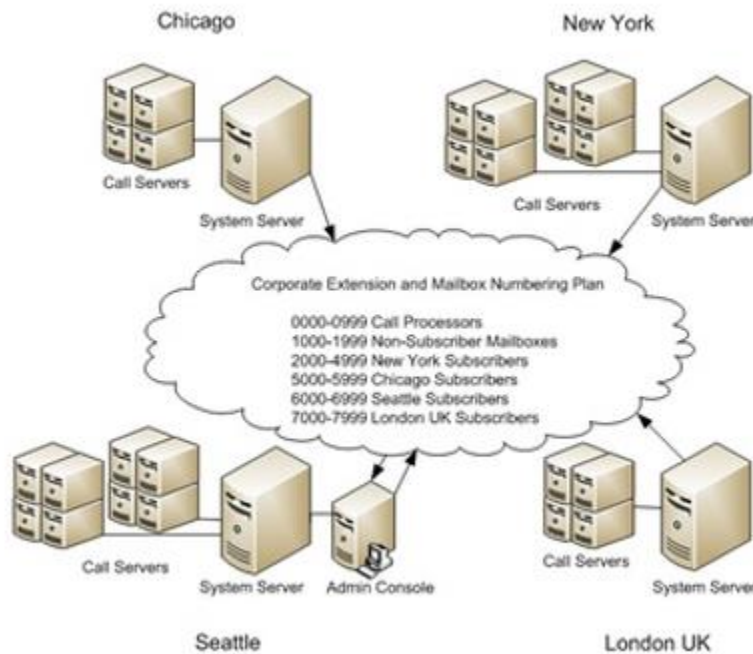 Chicago
New York
Call Servers
System Server
Call Servers
System Server
Corporate Extension and Mailbox Numbering Plan
0000-0999 Call Processors
1000-1999 Non-Subscriber Mailboxes
2000-4999 New York Subscribers
5000-5999 Chicago Subscribers
6000-6999 Seattle Subscribers
7000-7999 London UK Subscribers
Call Servers
System Server
Admin Console
Call Servers
System Server
Seattle
London UK